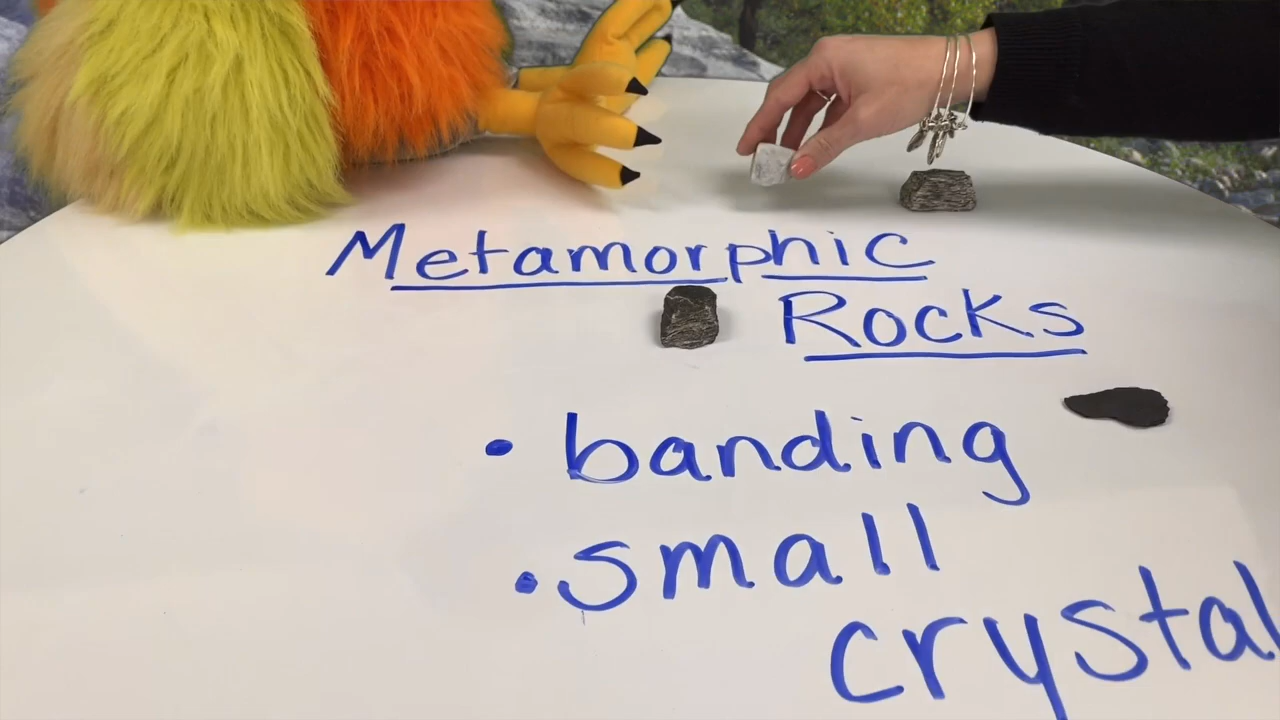 Metamorphic
Rocks
• banding
• small
crystal